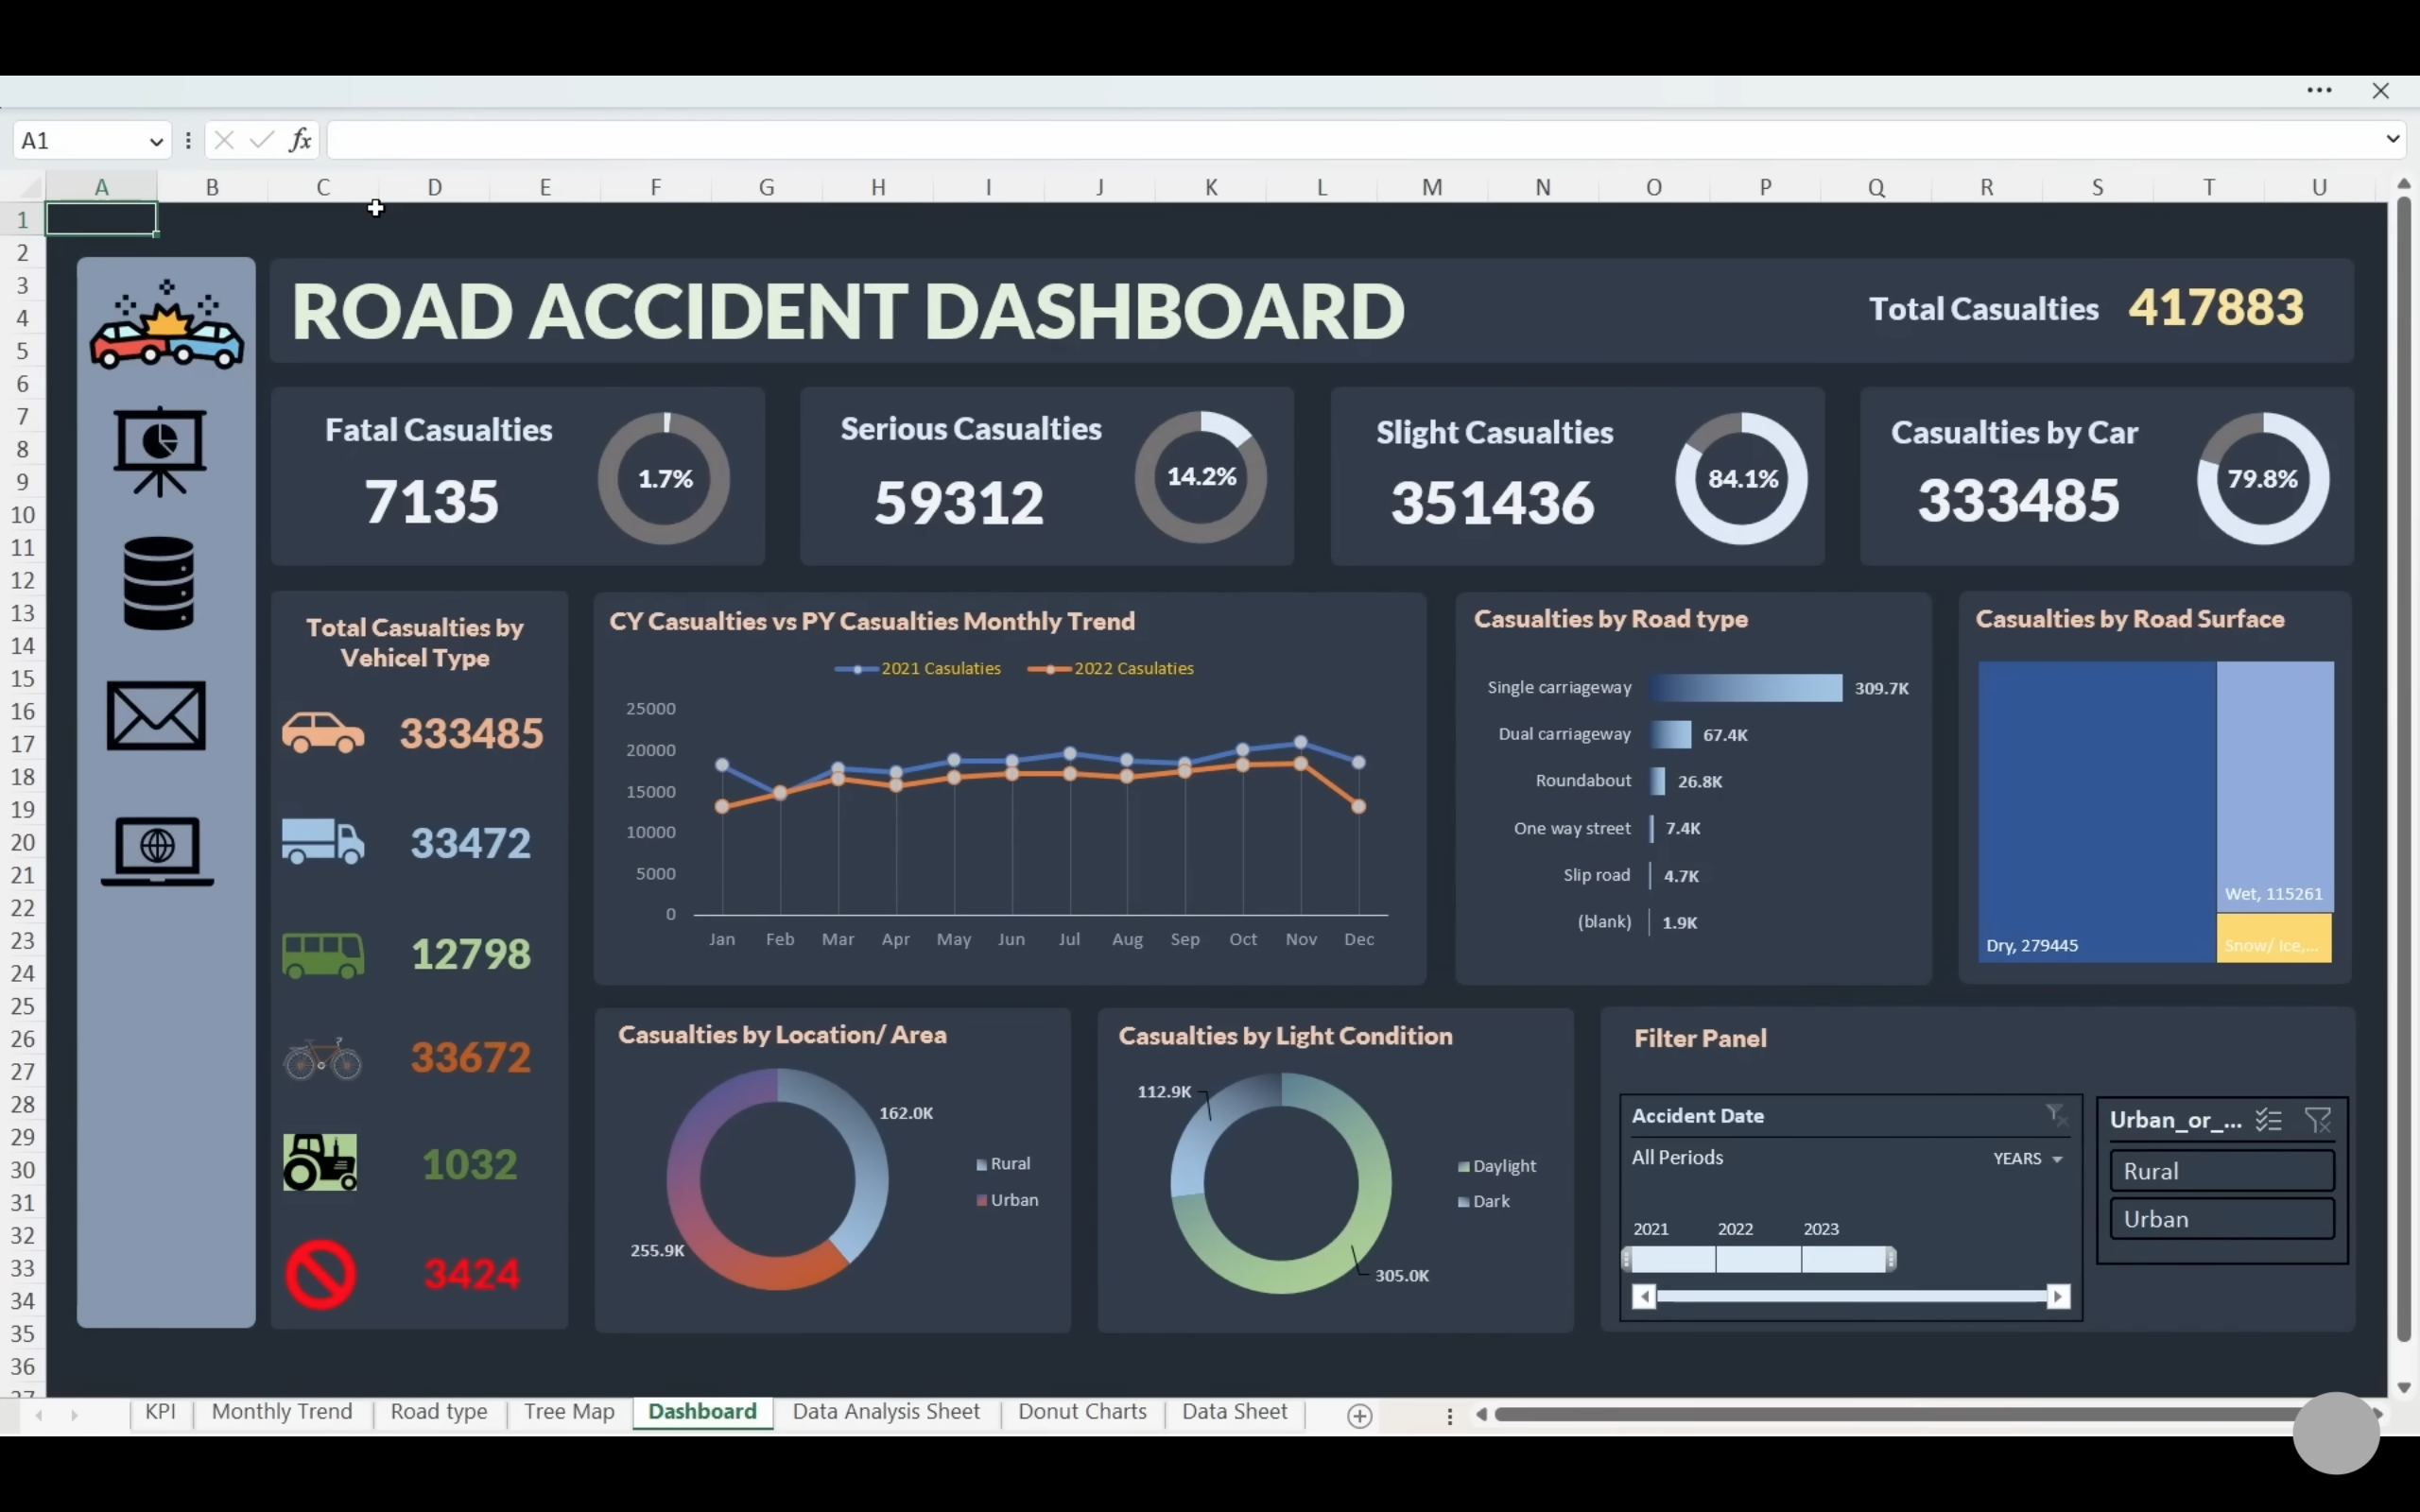 A1
fx
A B C D E F G H I J K L M N O P Q R S T U
1
2
3
4
5
6
7
8
9
10
11
12
13
14
15
16
17
18
19
20
21
22
23
24
25
26
27
28
29
30
31
32
33
34
35
36
ROAD ACCIDENT DASHBOARD
Total Casualties 417883
Fatal Casualties
7135
1.7%
Serious Casualties
59312
14.2%
Slight Casualties
351436
84.1%
Casualties by Car
333485
79.8%
Total Casualties by
Vehicel Type
333485
33472
12798
33672
1032
3424
CY Casualties vs PY Casualties Monthly Trend
2021 Casulaties 2022 Casulaties
25000
20000
15000
10000
5000
0
Jan Feb Mar Apr May Jun Jul Aug Sep Oct Nov Dec
Casualties by Road type
Single carriageway 309.7K
Dual carriageway 67.4K
Roundabout 26.8K
One way street 7.4K
Slip road 4.7K
(blank) 1.9K
Casualties by Road Surface
Wet, 115261
Dry, 279445
Snow/ Ice,...
Casualties by Location/ Area
162.0K
Rural
Urban
255.9K
Casualties by Light Condition
112.9K
Daylight
Dark
305.0K
Filter Panel
Accident Date
All Periods YEARS
2021 2022 2023
Urban_or_...
Rural
Urban
KPI Monthly Trend Road type Tree Map Dashboard Data Analysis Sheet Donut Charts Data Sheet